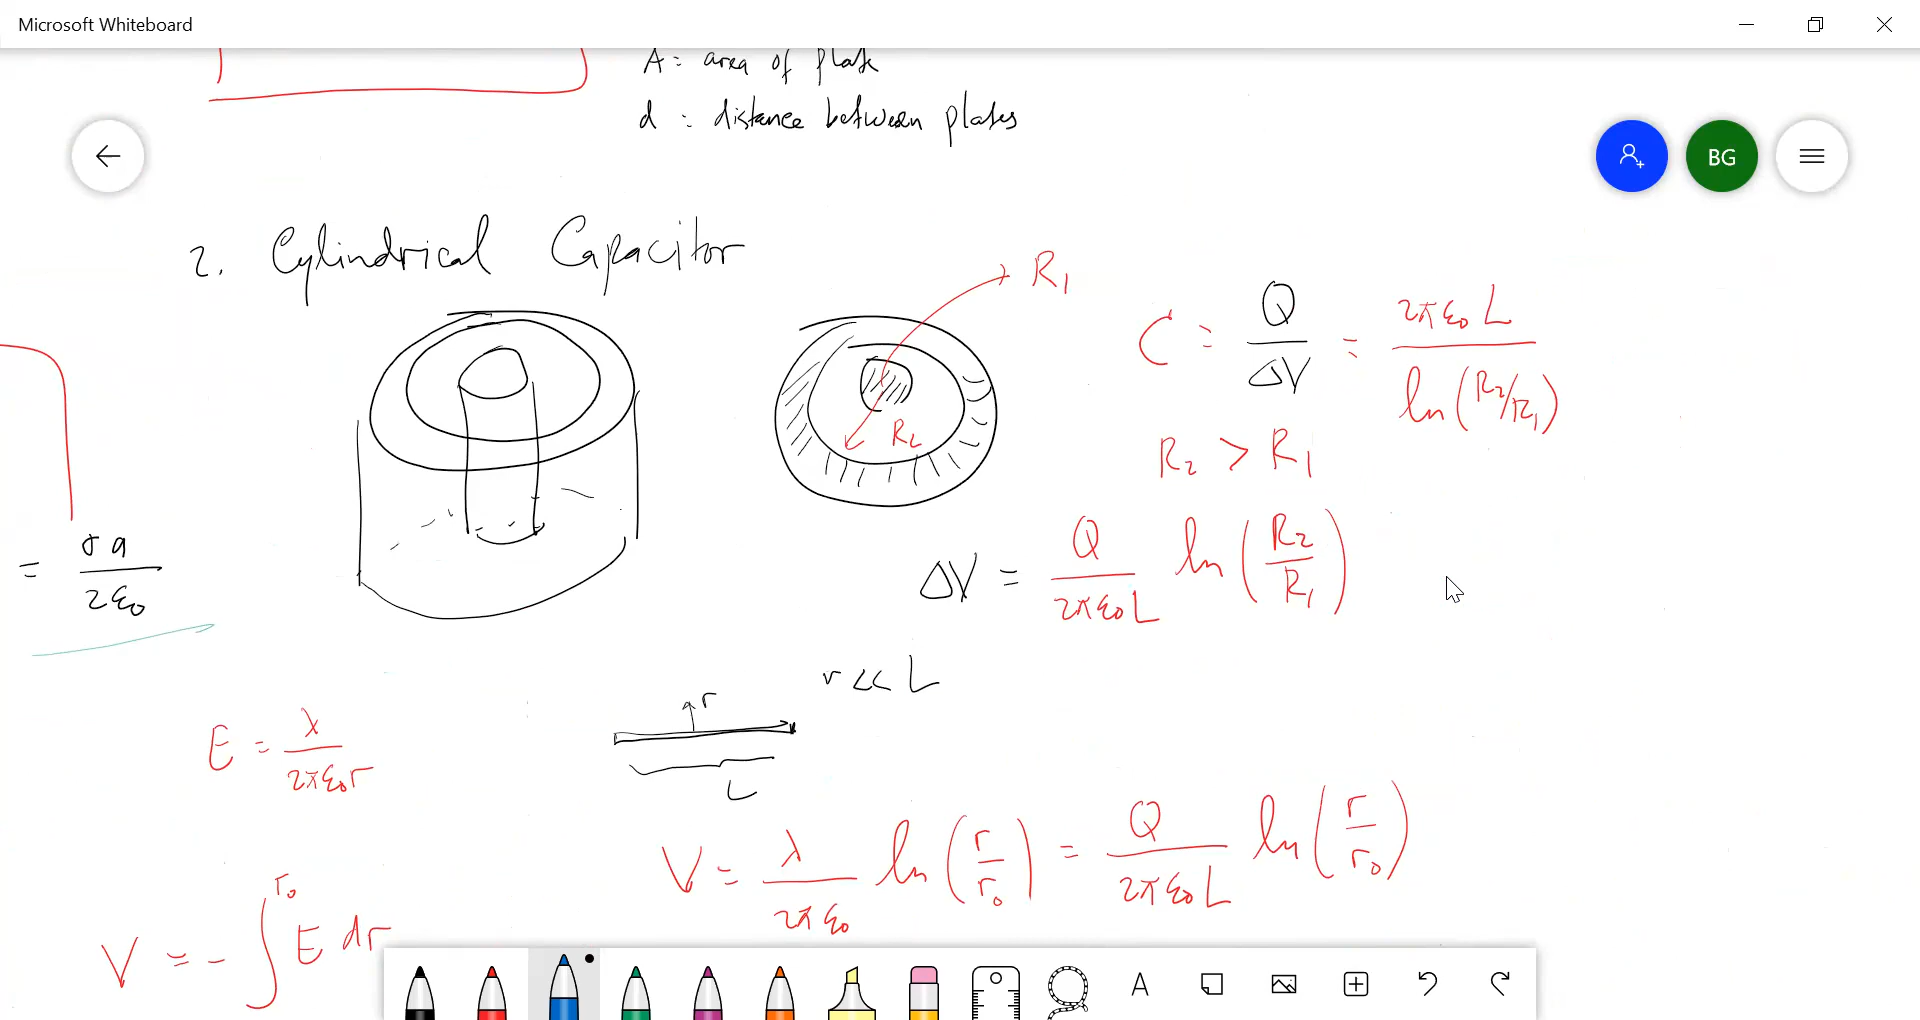 Microsoft Whiteboard
A = area of plate
d : distance between plates
BG
2. Cylindrical Capacitor
R₁
R₂
C = Q/ΔV = 2πε₀L / ln(R₂/R₁)
R₂ > R₁
ΔV = Q/(2πε₀L) ln(R₂/R₁)
= σa/(2ε₀)
r << L
r
L
E = λ/(2πε₀r)
V = λ/(2πε₀) ln(r/r₀) = Q/(2πε₀L) ln(r/r₀)
V = -∫^r₀ E dr
A